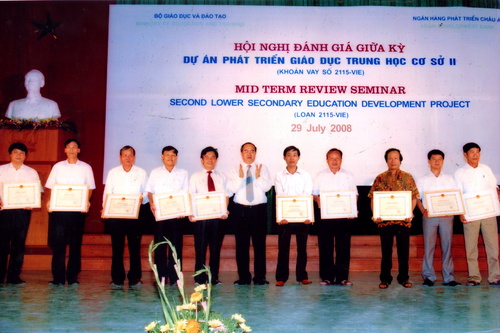 BỘ GIÁO DỤC VÀ ĐÀO TẠO
NGÂN HÀNG PHÁT TRIỂN CHÂU Á
HỘI NGHỊ ĐÁNH GIÁ GIỮA KỲ
DỰ ÁN PHÁT TRIỂN GIÁO DỤC TRUNG HỌC CƠ SỞ II
(KHOẢN VAY SỐ 2115-VIE)
MID TERM REVIEW SEMINAR
SECOND LOWER SECONDARY EDUCATION DEVELOPMENT PROJECT
(LOAN 2115-VIE)
29 July 2008